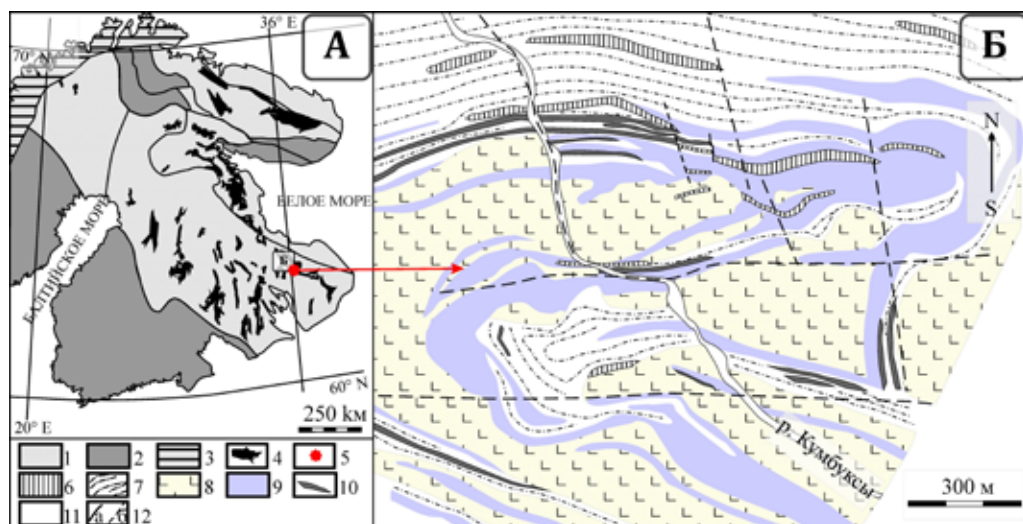 А
70° N
36° E
БЕЛОЕ МОРЕ
Б
БАЛТИЙСКОЕ МОРЕ
60° N
20° E
250 km
1
2
3
4
5
6
7
8
9
10
11
а
б
12
Б
N
S
р. Кумбуксы
300 м